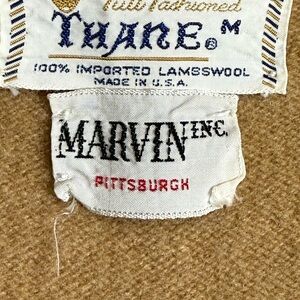 Full Fashioned
THANE® M
100% IMPORTED LAMBSWOOL
MADE IN U.S.A.
MARVIN INC.
PITTSBURGH